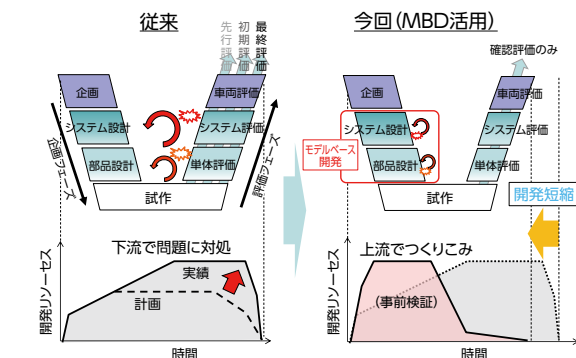 従来
先行評価
初期評価
最終評価
企画
車両評価
システム設計
システム評価
部品設計
単体評価
試作
企画フェーズ
評価フェーズ
下流で問題に対処
実績
計画
開発リソーセス
時間
今回(MBD活用)
確認評価のみ
企画
車両評価
システム設計
システム評価
モデルベース
開発
部品設計
単体評価
試作
開発短縮
上流でつくりこみ
(事前検証)
開発リソーセス
時間